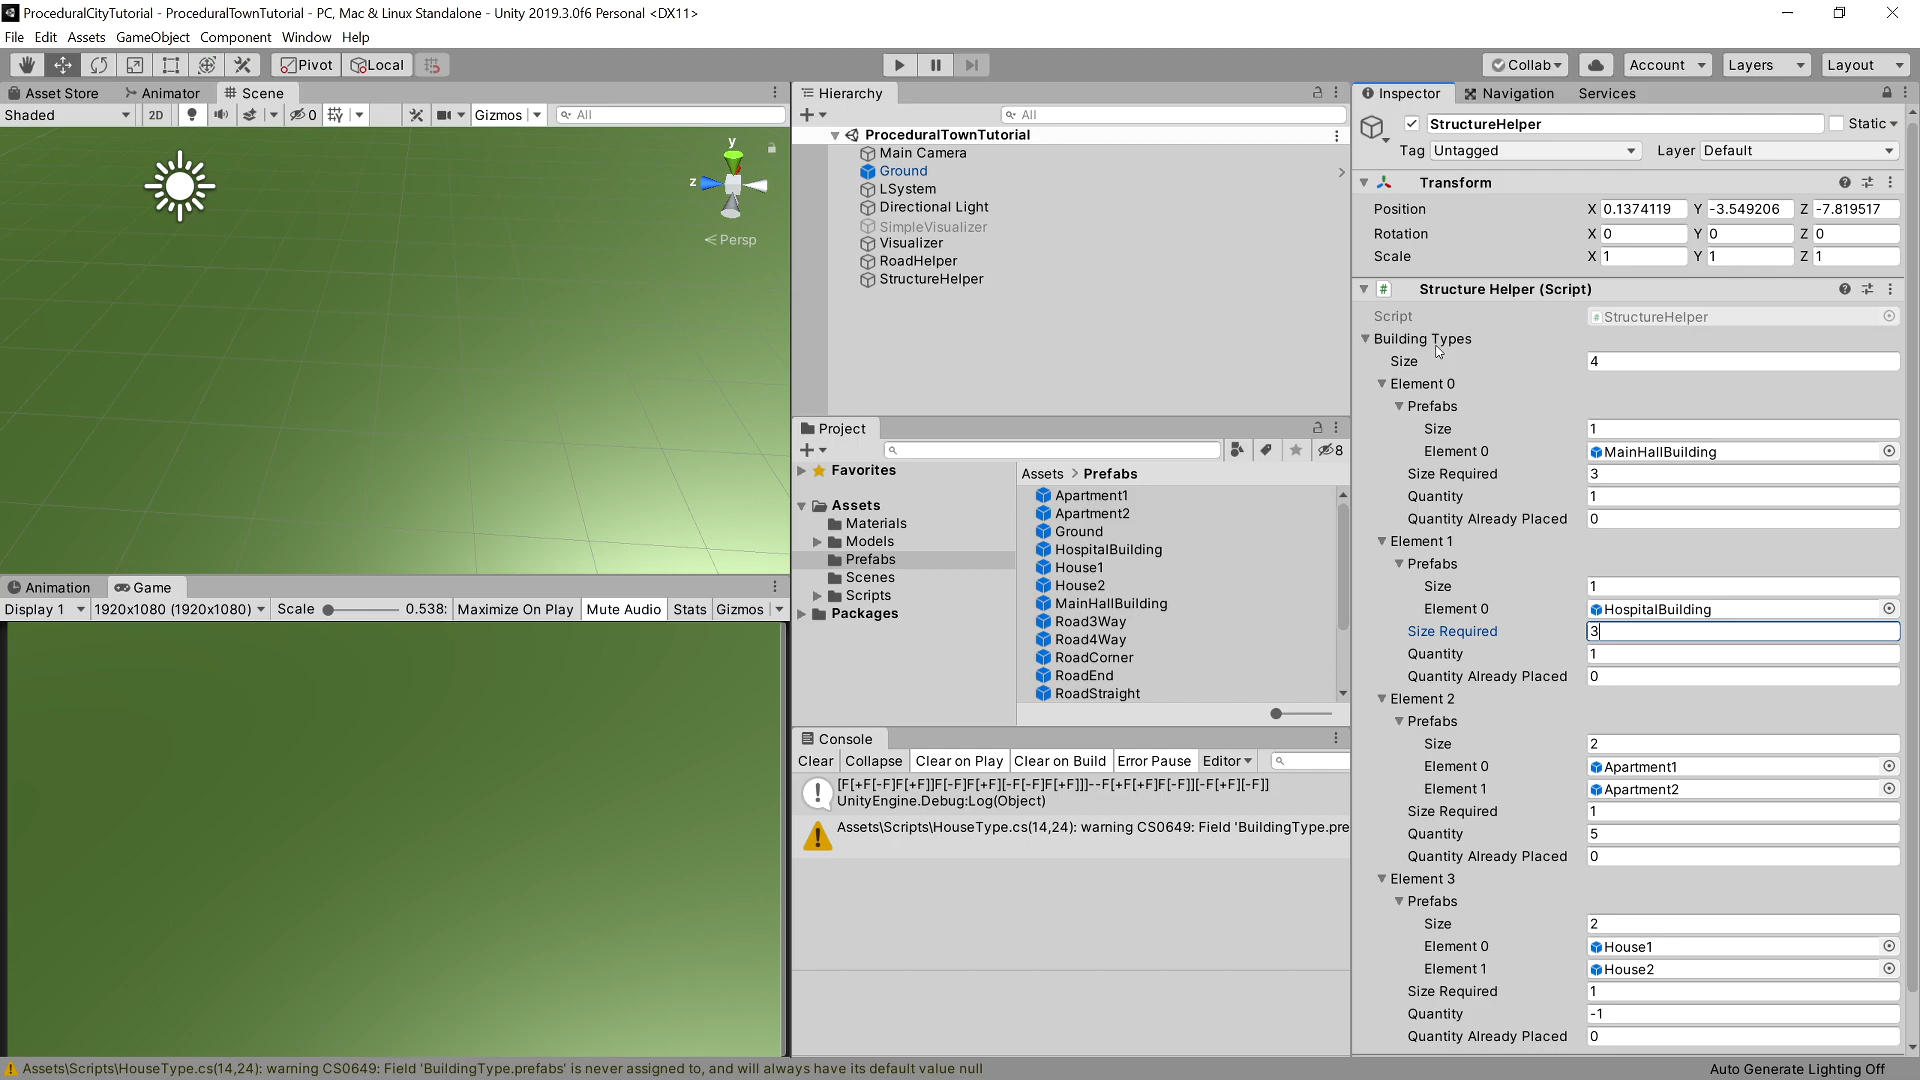 ProceduralCityTutorial - ProceduralTownTutorial - PC, Mac & Linux Standalone - Unity 2019.3.0f6 Personal <DX11>
File Edit Assets GameObject Component Window Help
Pivot Local Collab Account Layers Layout
Asset Store Animator Scene
Shaded 2D 0 Gizmos All
y
z
Persp
Hierarchy
All
ProceduralTownTutorial
Main Camera
Ground
LSystem
Directional Light
SimpleVisualizer
Visualizer
RoadHelper
StructureHelper
Project
8
Favorites
Assets
Materials
Models
Prefabs
Scenes
Scripts
Packages
Assets > Prefabs
Apartment1
Apartment2
Ground
HospitalBuilding
House1
House2
MainHallBuilding
Road3Way
Road4Way
RoadCorner
RoadEnd
RoadStraight
Animation Game
Display 1 1920x1080 (1920x1080) Scale 0.538: Maximize On Play Mute Audio Stats Gizmos
Console
Clear Collapse Clear on Play Clear on Build Error Pause Editor
[F[+F[-F]F[+F]]F[-F]F[+F][-F[-F]F[+F]]]--F[+F[+F]F[-F]][-F[+F][-F]]
UnityEngine.Debug:Log(Object)
Assets\Scripts\HouseType.cs(14,24): warning CS0649: Field 'BuildingType.pre
Inspector Navigation Services
StructureHelper Static
Tag Untagged Layer Default
Transform
Position X 0.1374119 Y -3.549206 Z -7.819517
Rotation X 0 Y 0 Z 0
Scale X 1 Y 1 Z 1
# Structure Helper (Script)
Script StructureHelper
Building Types
Size 4
Element 0
Prefabs
Size 1
Element 0 MainHallBuilding
Size Required 3
Quantity 1
Quantity Already Placed 0
Element 1
Prefabs
Size 1
Element 0 HospitalBuilding
Size Required 3
Quantity 1
Quantity Already Placed 0
Element 2
Prefabs
Size 2
Element 0 Apartment1
Element 1 Apartment2
Size Required 1
Quantity 5
Quantity Already Placed 0
Element 3
Prefabs
Size 2
Element 0 House1
Element 1 House2
Size Required 1
Quantity -1
Quantity Already Placed 0
Assets\Scripts\HouseType.cs(14,24): warning CS0649: Field 'BuildingType.prefabs' is never assigned to, and will always have its default value null
Auto Generate Lighting Off